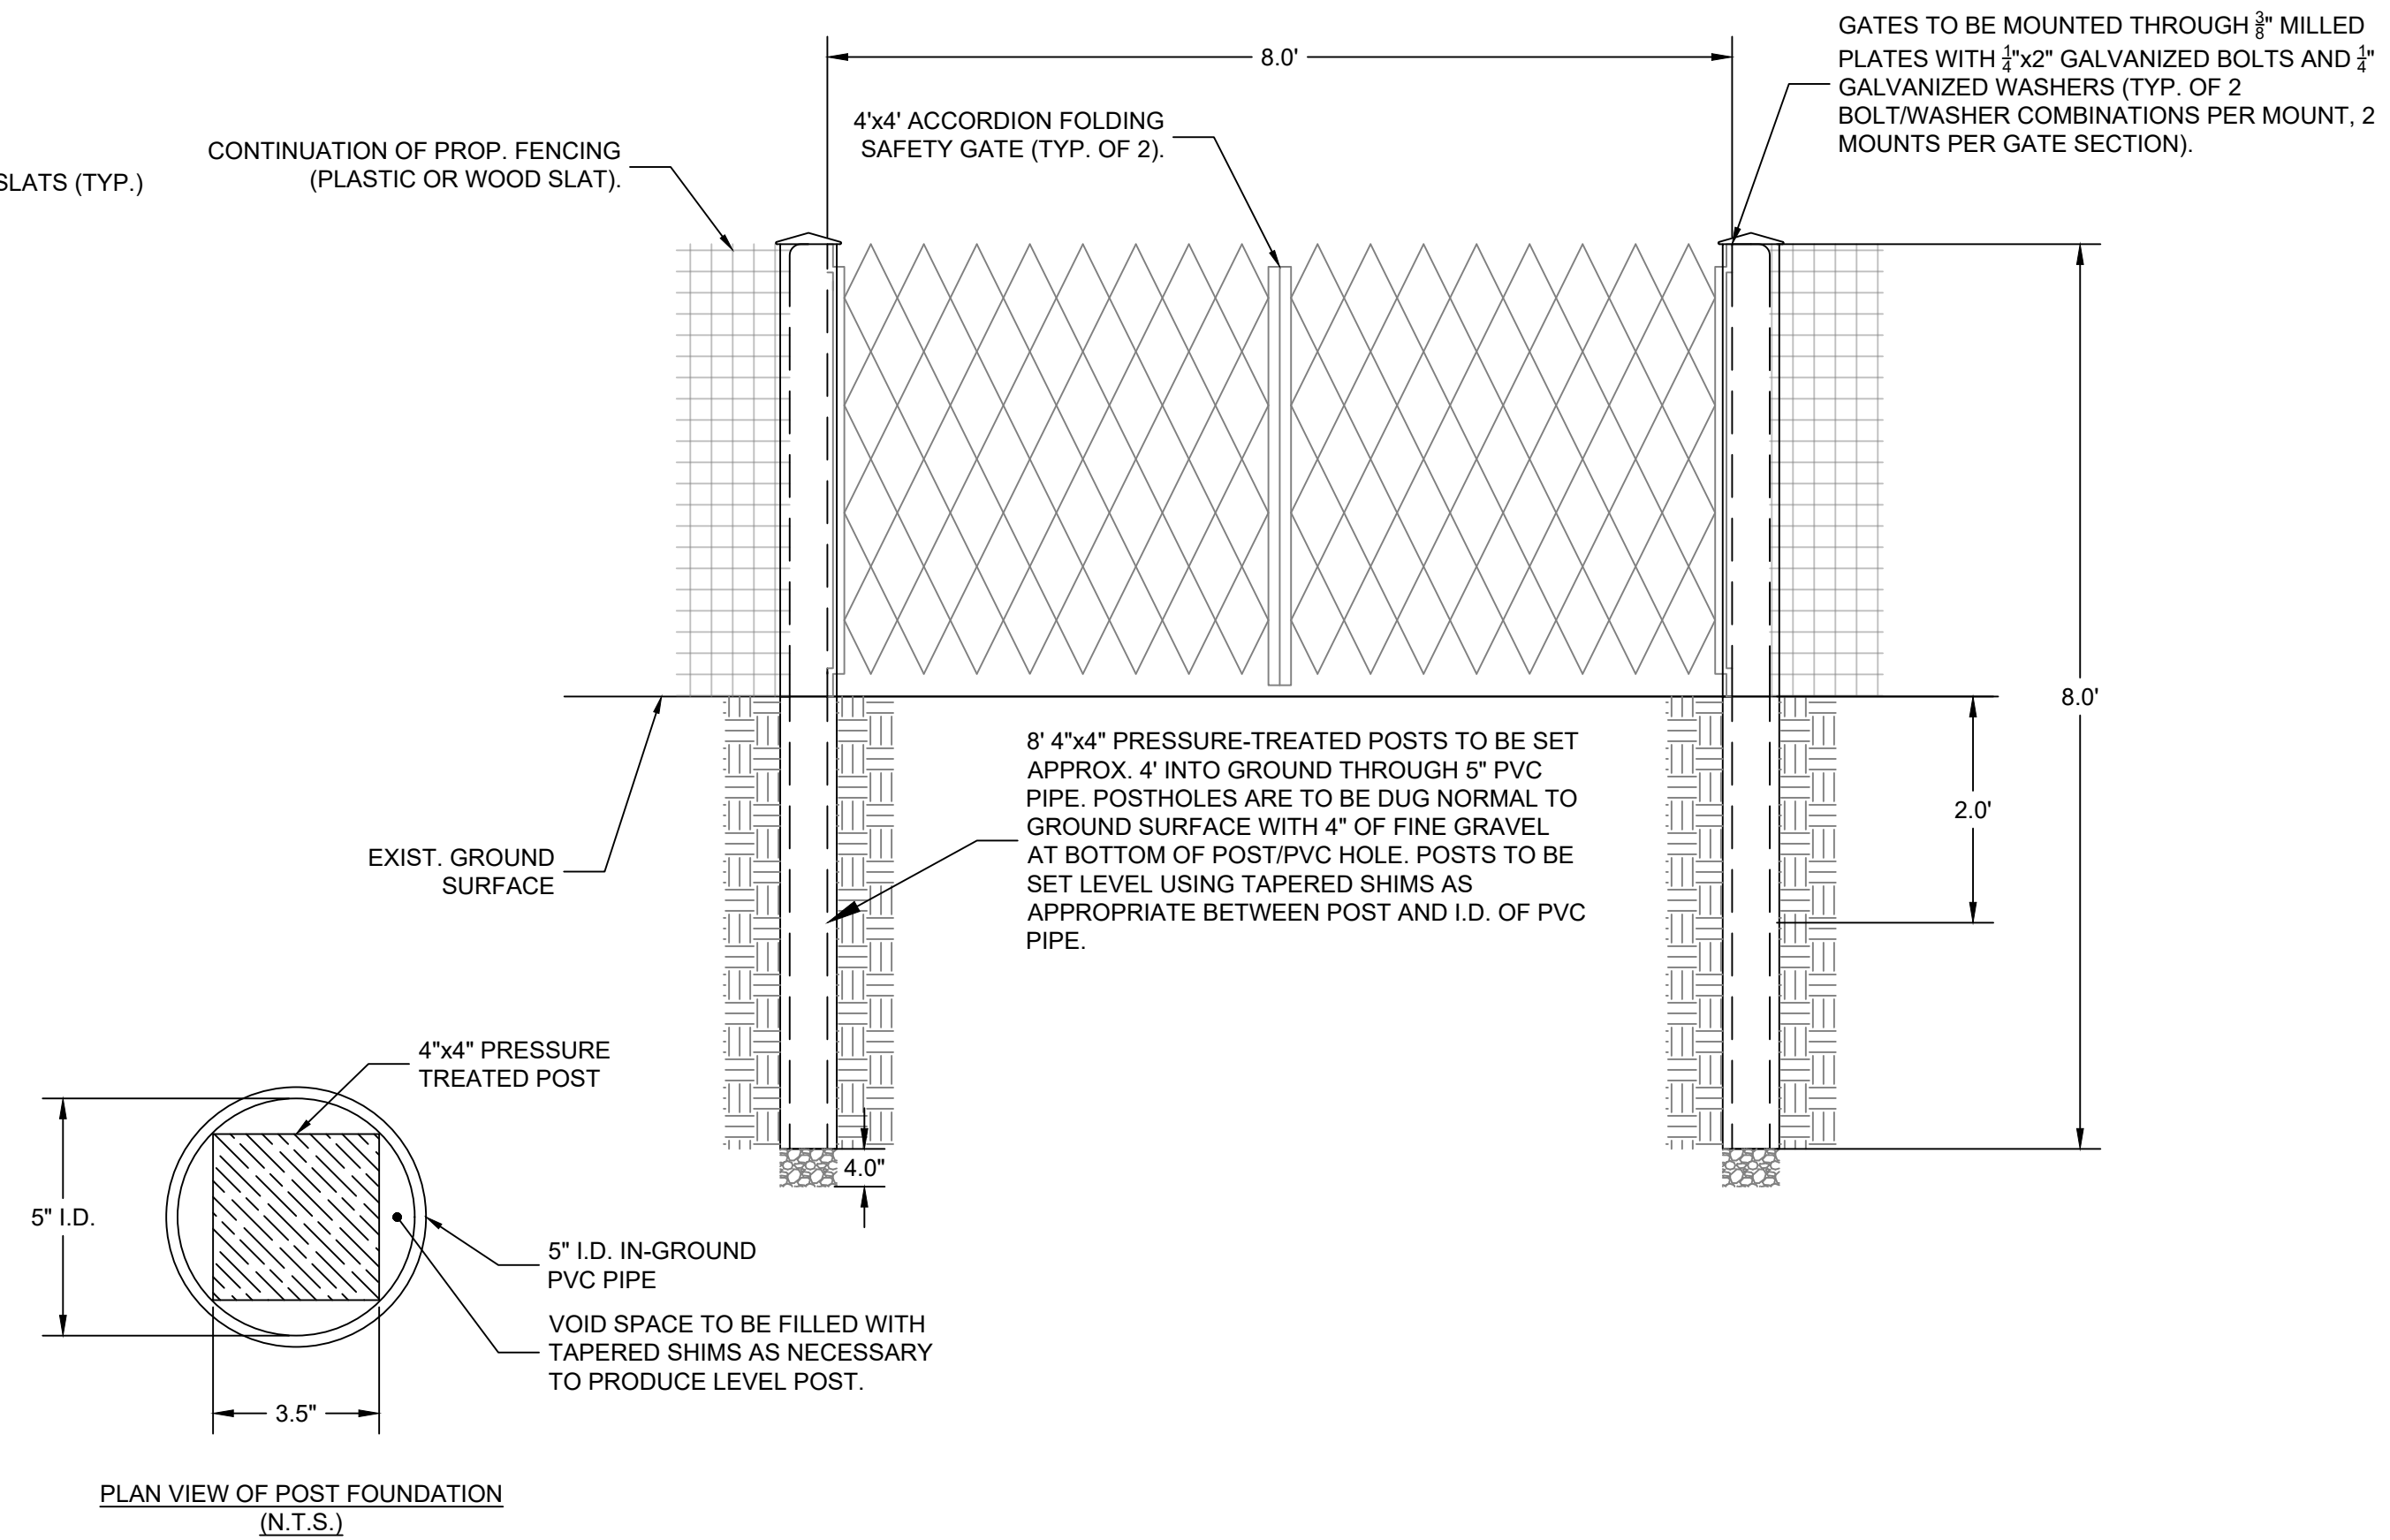 GATES TO BE MOUNTED THROUGH 3/8" MILLED
PLATES WITH 1/4"x2" GALVANIZED BOLTS AND 1/4"
GALVANIZED WASHERS (TYP. OF 2
BOLT/WASHER COMBINATIONS PER MOUNT, 2
MOUNTS PER GATE SECTION).
8.0'
4'x4' ACCORDION FOLDING
SAFETY GATE (TYP. OF 2).
CONTINUATION OF PROP. FENCING
(PLASTIC OR WOOD SLAT).
SLATS (TYP.)
8.0'
2.0'
8' 4"x4" PRESSURE-TREATED POSTS TO BE SET
APPROX. 4' INTO GROUND THROUGH 5" PVC
PIPE. POSTHOLES ARE TO BE DUG NORMAL TO
GROUND SURFACE WITH 4" OF FINE GRAVEL
AT BOTTOM OF POST/PVC HOLE. POSTS TO BE
SET LEVEL USING TAPERED SHIMS AS
APPROPRIATE BETWEEN POST AND I.D. OF PVC
PIPE.
EXIST. GROUND
SURFACE
4.0"
4"x4" PRESSURE
TREATED POST
5" I.D.
5" I.D. IN-GROUND
PVC PIPE
VOID SPACE TO BE FILLED WITH
TAPERED SHIMS AS NECESSARY
TO PRODUCE LEVEL POST.
3.5"
PLAN VIEW OF POST FOUNDATION
(N.T.S.)